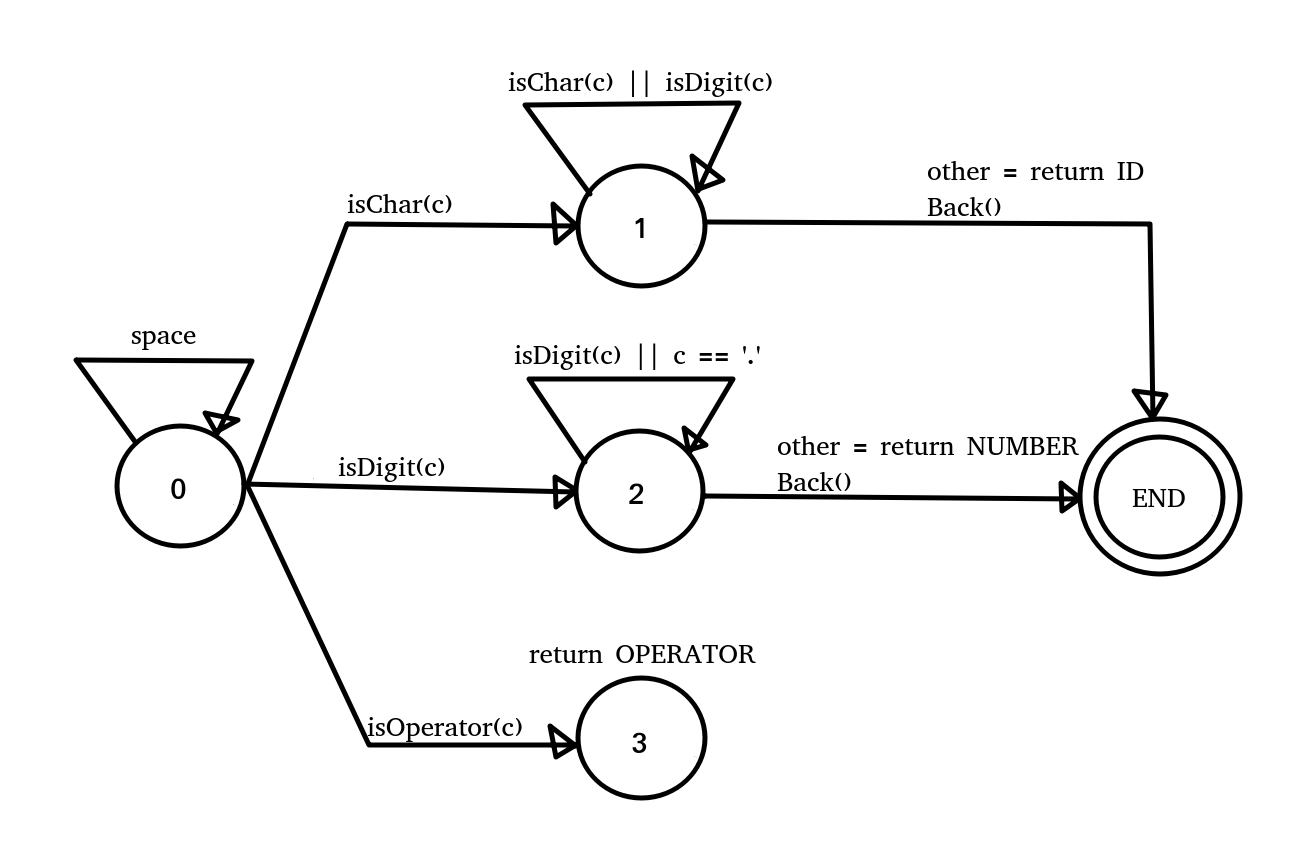 isChar(c) || isDigit(c)
other = return ID
Back()
isChar(c)
1
space
isDigit(c) || c == '.'
other = return NUMBER
Back()
isDigit(c)
0
2
END
return OPERATOR
isOperator(c)
3